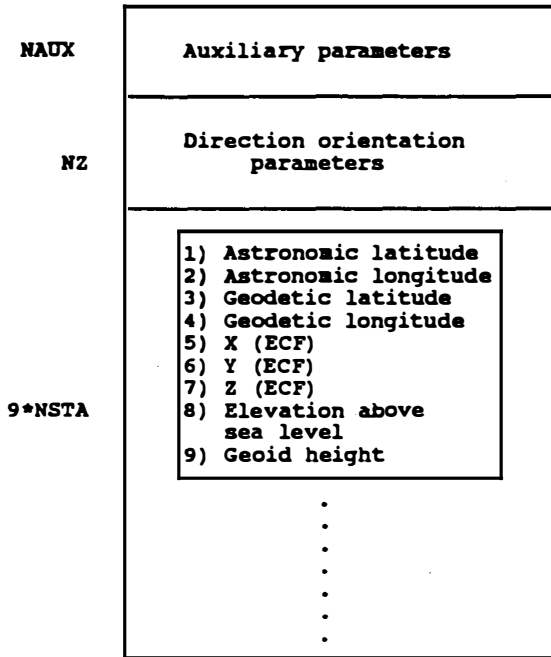 NAUX Auxiliary parameters
Direction orientation
NZ parameters
1) Astronomic latitude
2) Astronomic longitude
3) Geodetic latitude
4) Geodetic longitude
5) X (ECF)
6) Y (ECF)
7) Z (ECF)
9*NSTA 8) Elevation above
sea level
9) Geoid height